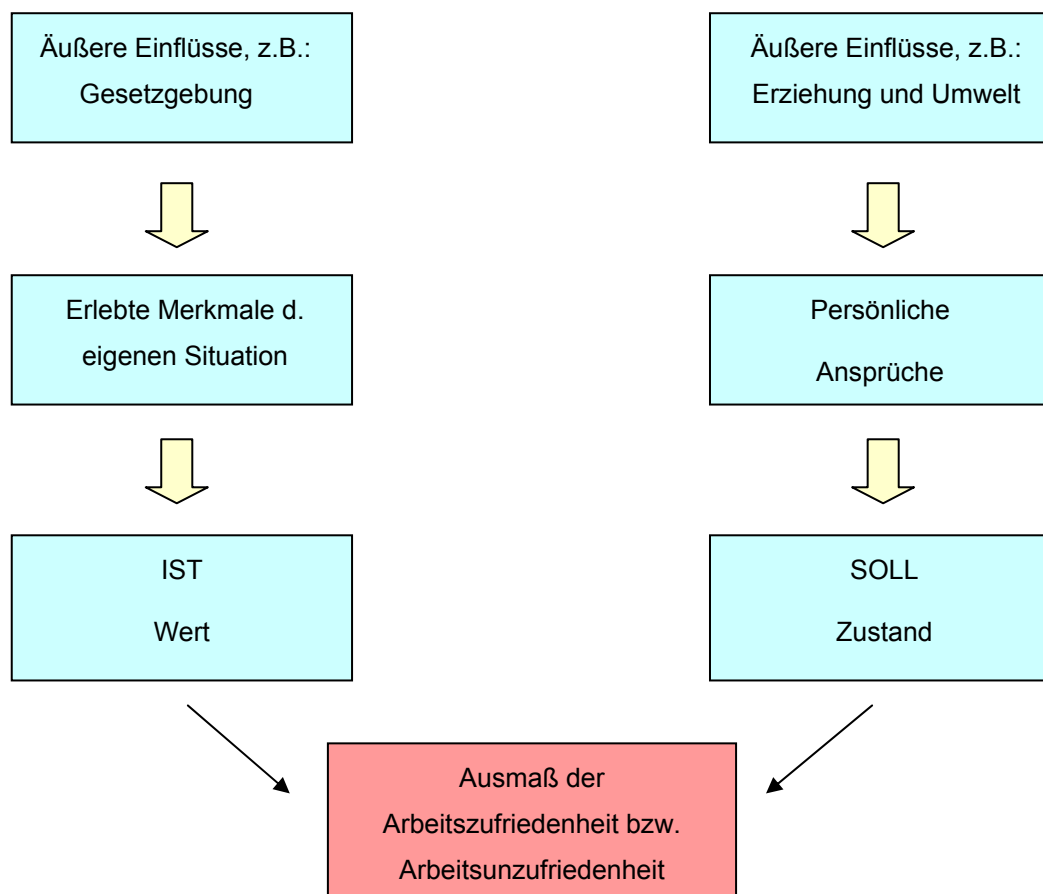 Äußere Einflüsse, z.B.:
Gesetzgebung
Äußere Einflüsse, z.B.:
Erziehung und Umwelt
Erlebte Merkmale d.
eigenen Situation
Persönliche
Ansprüche
IST
Wert
SOLL
Zustand
Ausmaß der
Arbeitszufriedenheit bzw.
Arbeitsunzufriedenheit